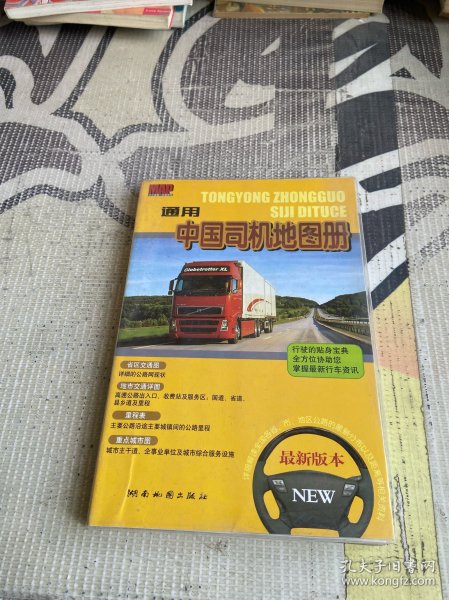 MAP
TONGYONG ZHONGGUO
SIJI DITUCE
通用
中国司机地图册
Globetrotter XL
VOLVO
行驶的贴身宝典
全方位协助您
掌握最新行车资讯
省区交通图
详细的公路网现状
地市交通详图
高速公路出入口、收费站及服务区，国道、省道、
县乡道及里程
里程表
主要公路沿途主要城镇间的公路里程
重点城市图
城市主干道、企事业单位及城市综合服务设施
最新版本
NEW
湖南地图出版社
孔夫子旧书网
www.kongfz.com